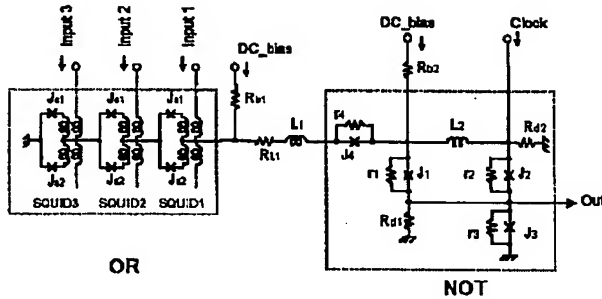 Input 3
Input 2
Input 1
DC_bias
DC_bias
Clock
Rb1
Rb2
Js1
Js1
Js1
Js2
Js2
Js2
SQUID3
SQUID2
SQUID1
RL1
L1
r4
J4
L2
Rd2
r1
J1
r2
J2
Rd1
r3
J3
Out
OR
NOT